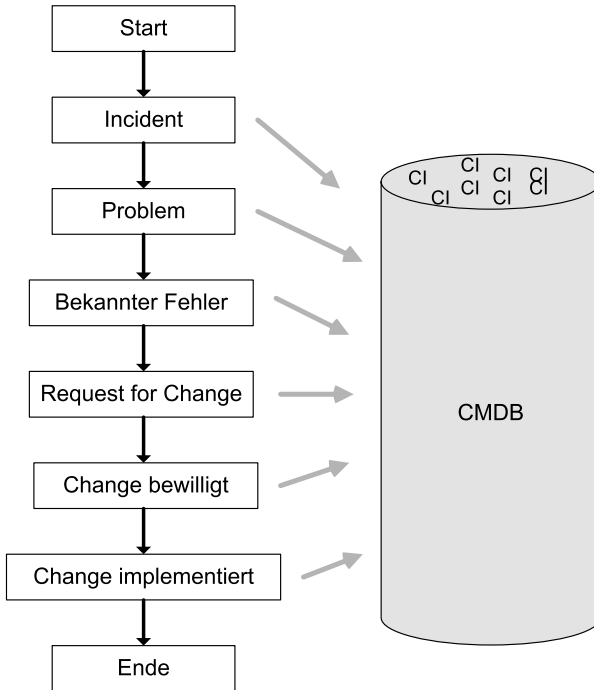 Start
Incident
Problem
Bekannter Fehler
Request for Change
Change bewilligt
Change implementiert
Ende
CI
CI
CI
CI
CI
CI
CI
CI
CI
CMDB